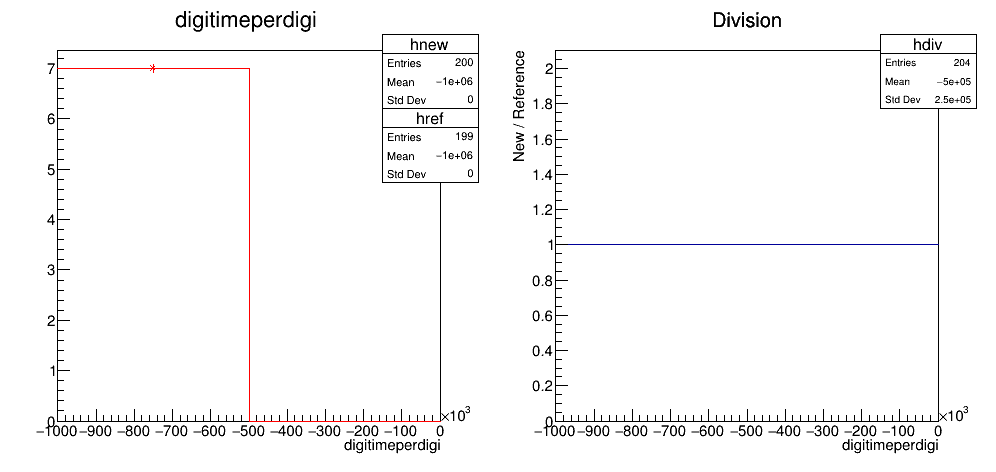 digitimeperdigi
hnew
Entries 200
Mean −1e+06
Std Dev 0
href
Entries 199
Mean −1e+06
Std Dev 0
7
6
5
4
3
2
1
0
−1000 −900 −800 −700 −600 −500 −400 −300 −200 −100 0
×10³
digitimeperdigi
Division
hdiv
Entries 204
Mean −5e+05
Std Dev 2.5e+05
New / Reference
2
1.8
1.6
1.4
1.2
1
0.8
0.6
0.4
0.2
0
−1000 −900 −800 −700 −600 −500 −400 −300 −200 −100 0
×10³
digitimeperdigi